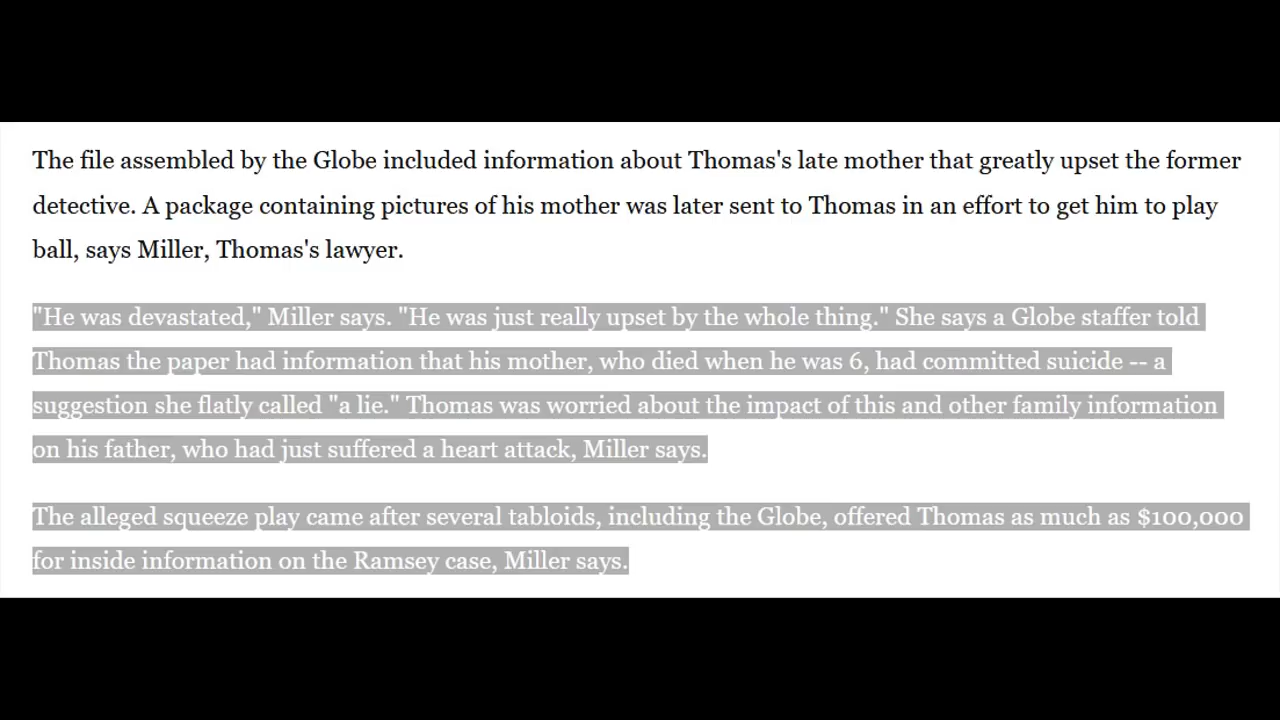 The file assembled by the Globe included information about Thomas's late mother that greatly upset the former
detective. A package containing pictures of his mother was later sent to Thomas in an effort to get him to play
ball, says Miller, Thomas's lawyer.
"He was devastated," Miller says. "He was just really upset by the whole thing." She says a Globe staffer told
Thomas the paper had information that his mother, who died when he was 6, had committed suicide -- a
suggestion she flatly called "a lie." Thomas was worried about the impact of this and other family information
on his father, who had just suffered a heart attack, Miller says.
The alleged squeeze play came after several tabloids, including the Globe, offered Thomas as much as $100,000
for inside information on the Ramsey case, Miller says.